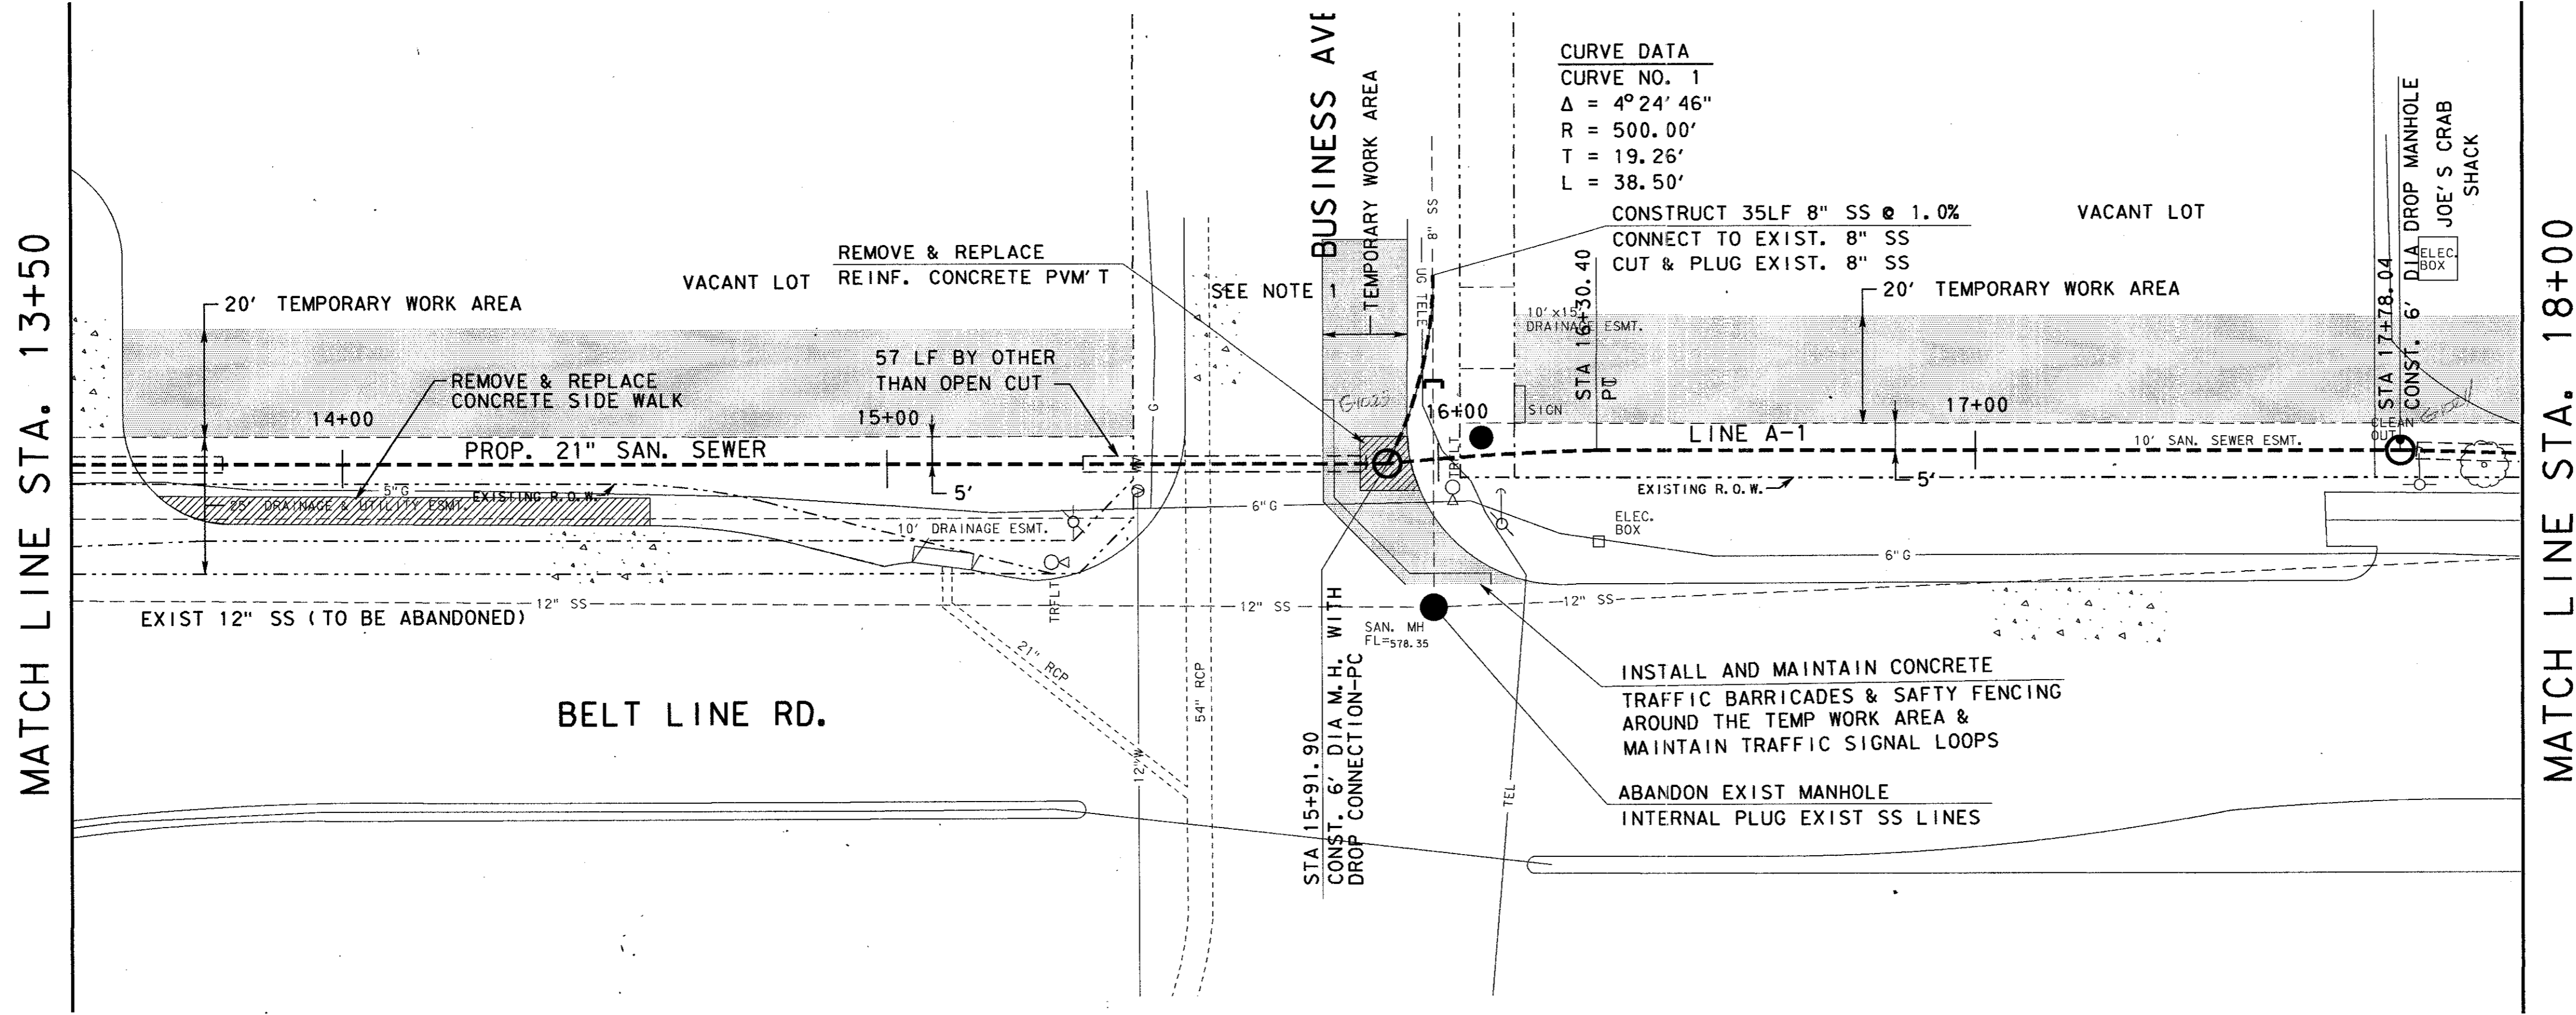 MATCH LINE STA. 13+50
20' TEMPORARY WORK AREA
REMOVE & REPLACE
CONCRETE SIDE WALK
14+00
PROP. 21" SAN. SEWER
5" G
EXISTING R.O.W.
25' DRAINAGE & UTILITY ESMT.
EXIST 12" SS (TO BE ABANDONED)
12" SS
BELT LINE RD.
VACANT LOT
REMOVE & REPLACE
REINF. CONCRETE PVM'T
57 LF BY OTHER
THAN OPEN CUT
15+00
5'
10' DRAINAGE ESMT.
TRFLT
21" RCP
12"W
54" RCP
G
6"G
12" SS
SEE NOTE 1
BUSINESS AVE
TEMPORARY WORK AREA
UG TELE
8" SS
16+00
TRFLT
SAN. MH
FL=578.35
STA 15+91.90
CONST. 6' DIA M.H. WITH
DROP CONNECTION-PC
TEL
CURVE DATA
CURVE NO. 1
Δ = 4°24'46"
R = 500.00'
T = 19.26'
L = 38.50'
CONSTRUCT 35LF 8" SS @ 1.0%
CONNECT TO EXIST. 8" SS
CUT & PLUG EXIST. 8" SS
VACANT LOT
10'x15'
DRAINAGE ESMT.
STA 16+30.40
PT
SIGN
20' TEMPORARY WORK AREA
LINE A-1
17+00
10' SAN. SEWER ESMT.
EXISTING R.O.W.
5'
ELEC.
BOX
6"G
12" SS
INSTALL AND MAINTAIN CONCRETE
TRAFFIC BARRICADES & SAFTY FENCING
AROUND THE TEMP WORK AREA &
MAINTAIN TRAFFIC SIGNAL LOOPS
ABANDON EXIST MANHOLE
INTERNAL PLUG EXIST SS LINES
STA 17+78.04
CONST. 6' DIA DROP MANHOLE
CLEAN
OUT
ELEC.
BOX
JOE'S CRAB
SHACK
MATCH LINE STA. 18+00